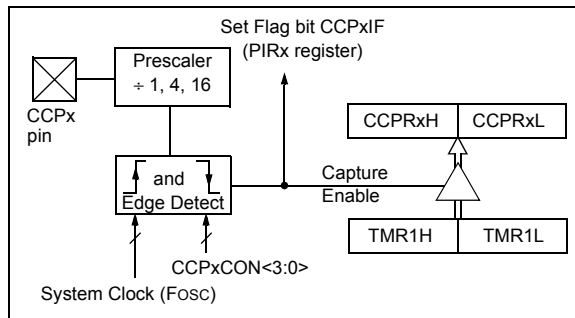 Set Flag bit CCPxIF
(PIRx register)
Prescaler
÷ 1, 4, 16
CCPx
pin
CCPRxH CCPRxL
and
Edge Detect
Capture
Enable
TMR1H TMR1L
CCPxCON<3:0>
System Clock (FOSC)